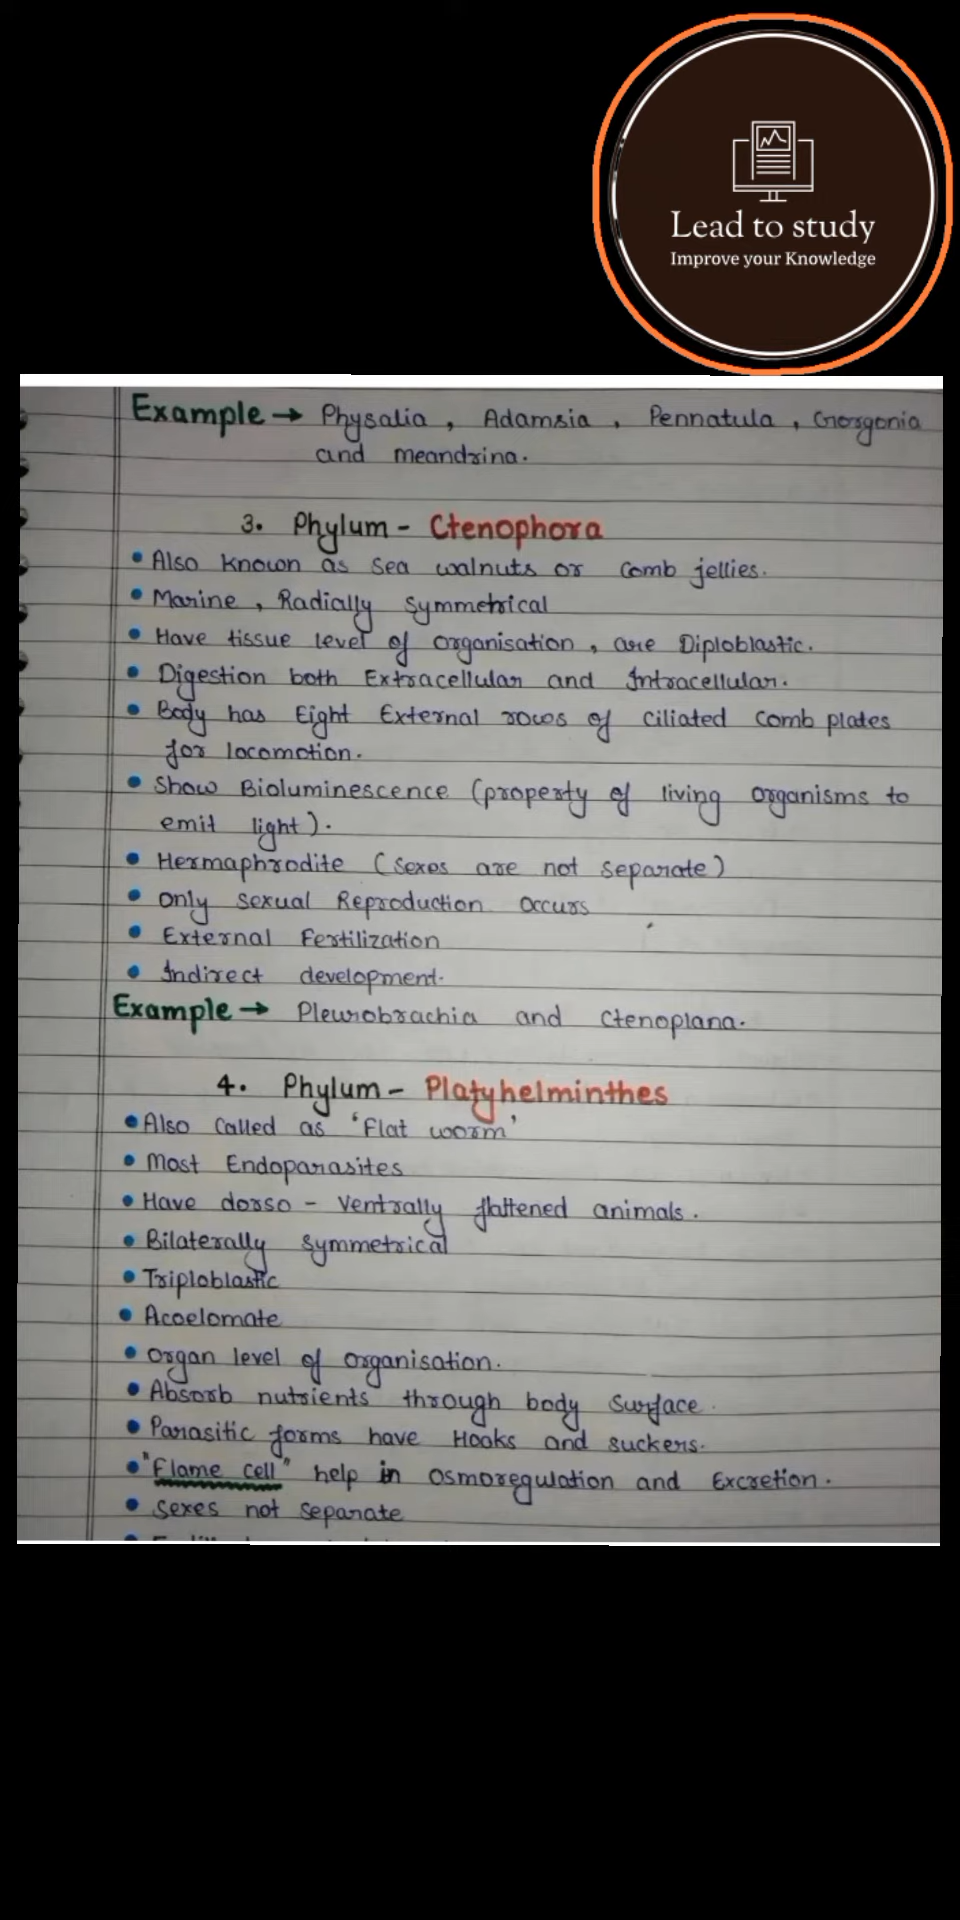 Lead to study
Improve your Knowledge
Example → Physalia, Adamsia, Pennatula, Gorgonia
and meandrina.
3. Phylum - Ctenophora
• Also known as Sea walnuts or Comb jellies.
• Marine, Radially Symmetrical
• Have tissue level of organisation, are Diploblastic.
• Digestion both Extracellular and Intracellular.
• Body has Eight External rows of ciliated Comb plates
for locomotion.
• Show Bioluminescence (property of living organisms to
emit light).
• Hermaphrodite (Sexes are not separate)
• Only Sexual Reproduction occurs
• External Fertilization
• Indirect development.
Example → Pleurobrachia and Ctenoplana.
4. Phylum - Platyhelminthes
• Also Called as 'Flat worm'
• Most Endoparasites
• Have dorso - Ventrally flattened animals.
• Bilaterally Symmetrical
• Triploblastic
• Acoelomate
• Organ level of organisation.
• Absorb nutrients through body Surface.
• Parasitic forms have Hooks and suckers.
• "Flame cell" help in Osmoregulation and Excretion.
• Sexes not Separate